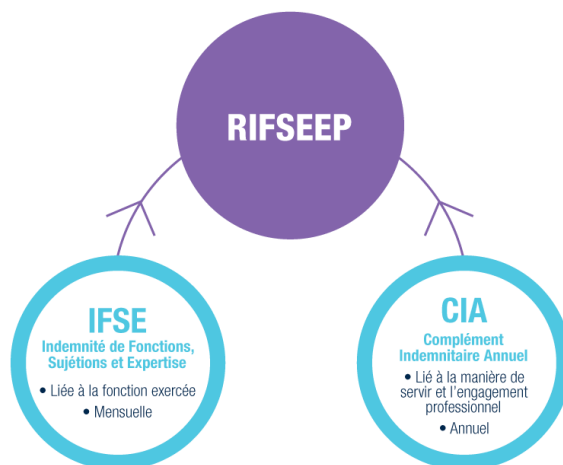 RIFSEEP
IFSE
Indemnité de Fonctions,
Sujétions et Expertise
• Liée à la fonction exercée
• Mensuelle
CIA
Complément
Indemnitaire Annuel
• Lié à la manière de
servir et l'engagement
professionnel
• Annuel